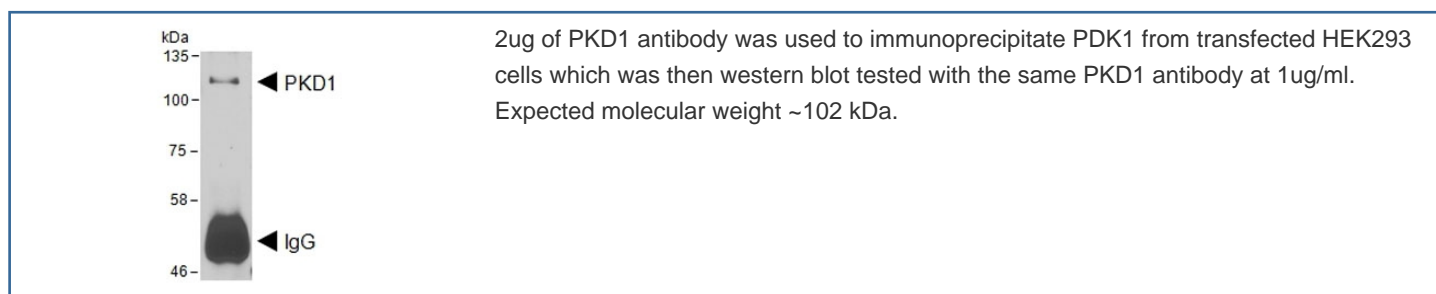 kDa
135
PKD1
100
75
58
IgG
46
2ug of PKD1 antibody was used to immunoprecipitate PDK1 from transfected HEK293
cells which was then western blot tested with the same PKD1 antibody at 1ug/ml.
Expected molecular weight ~102 kDa.